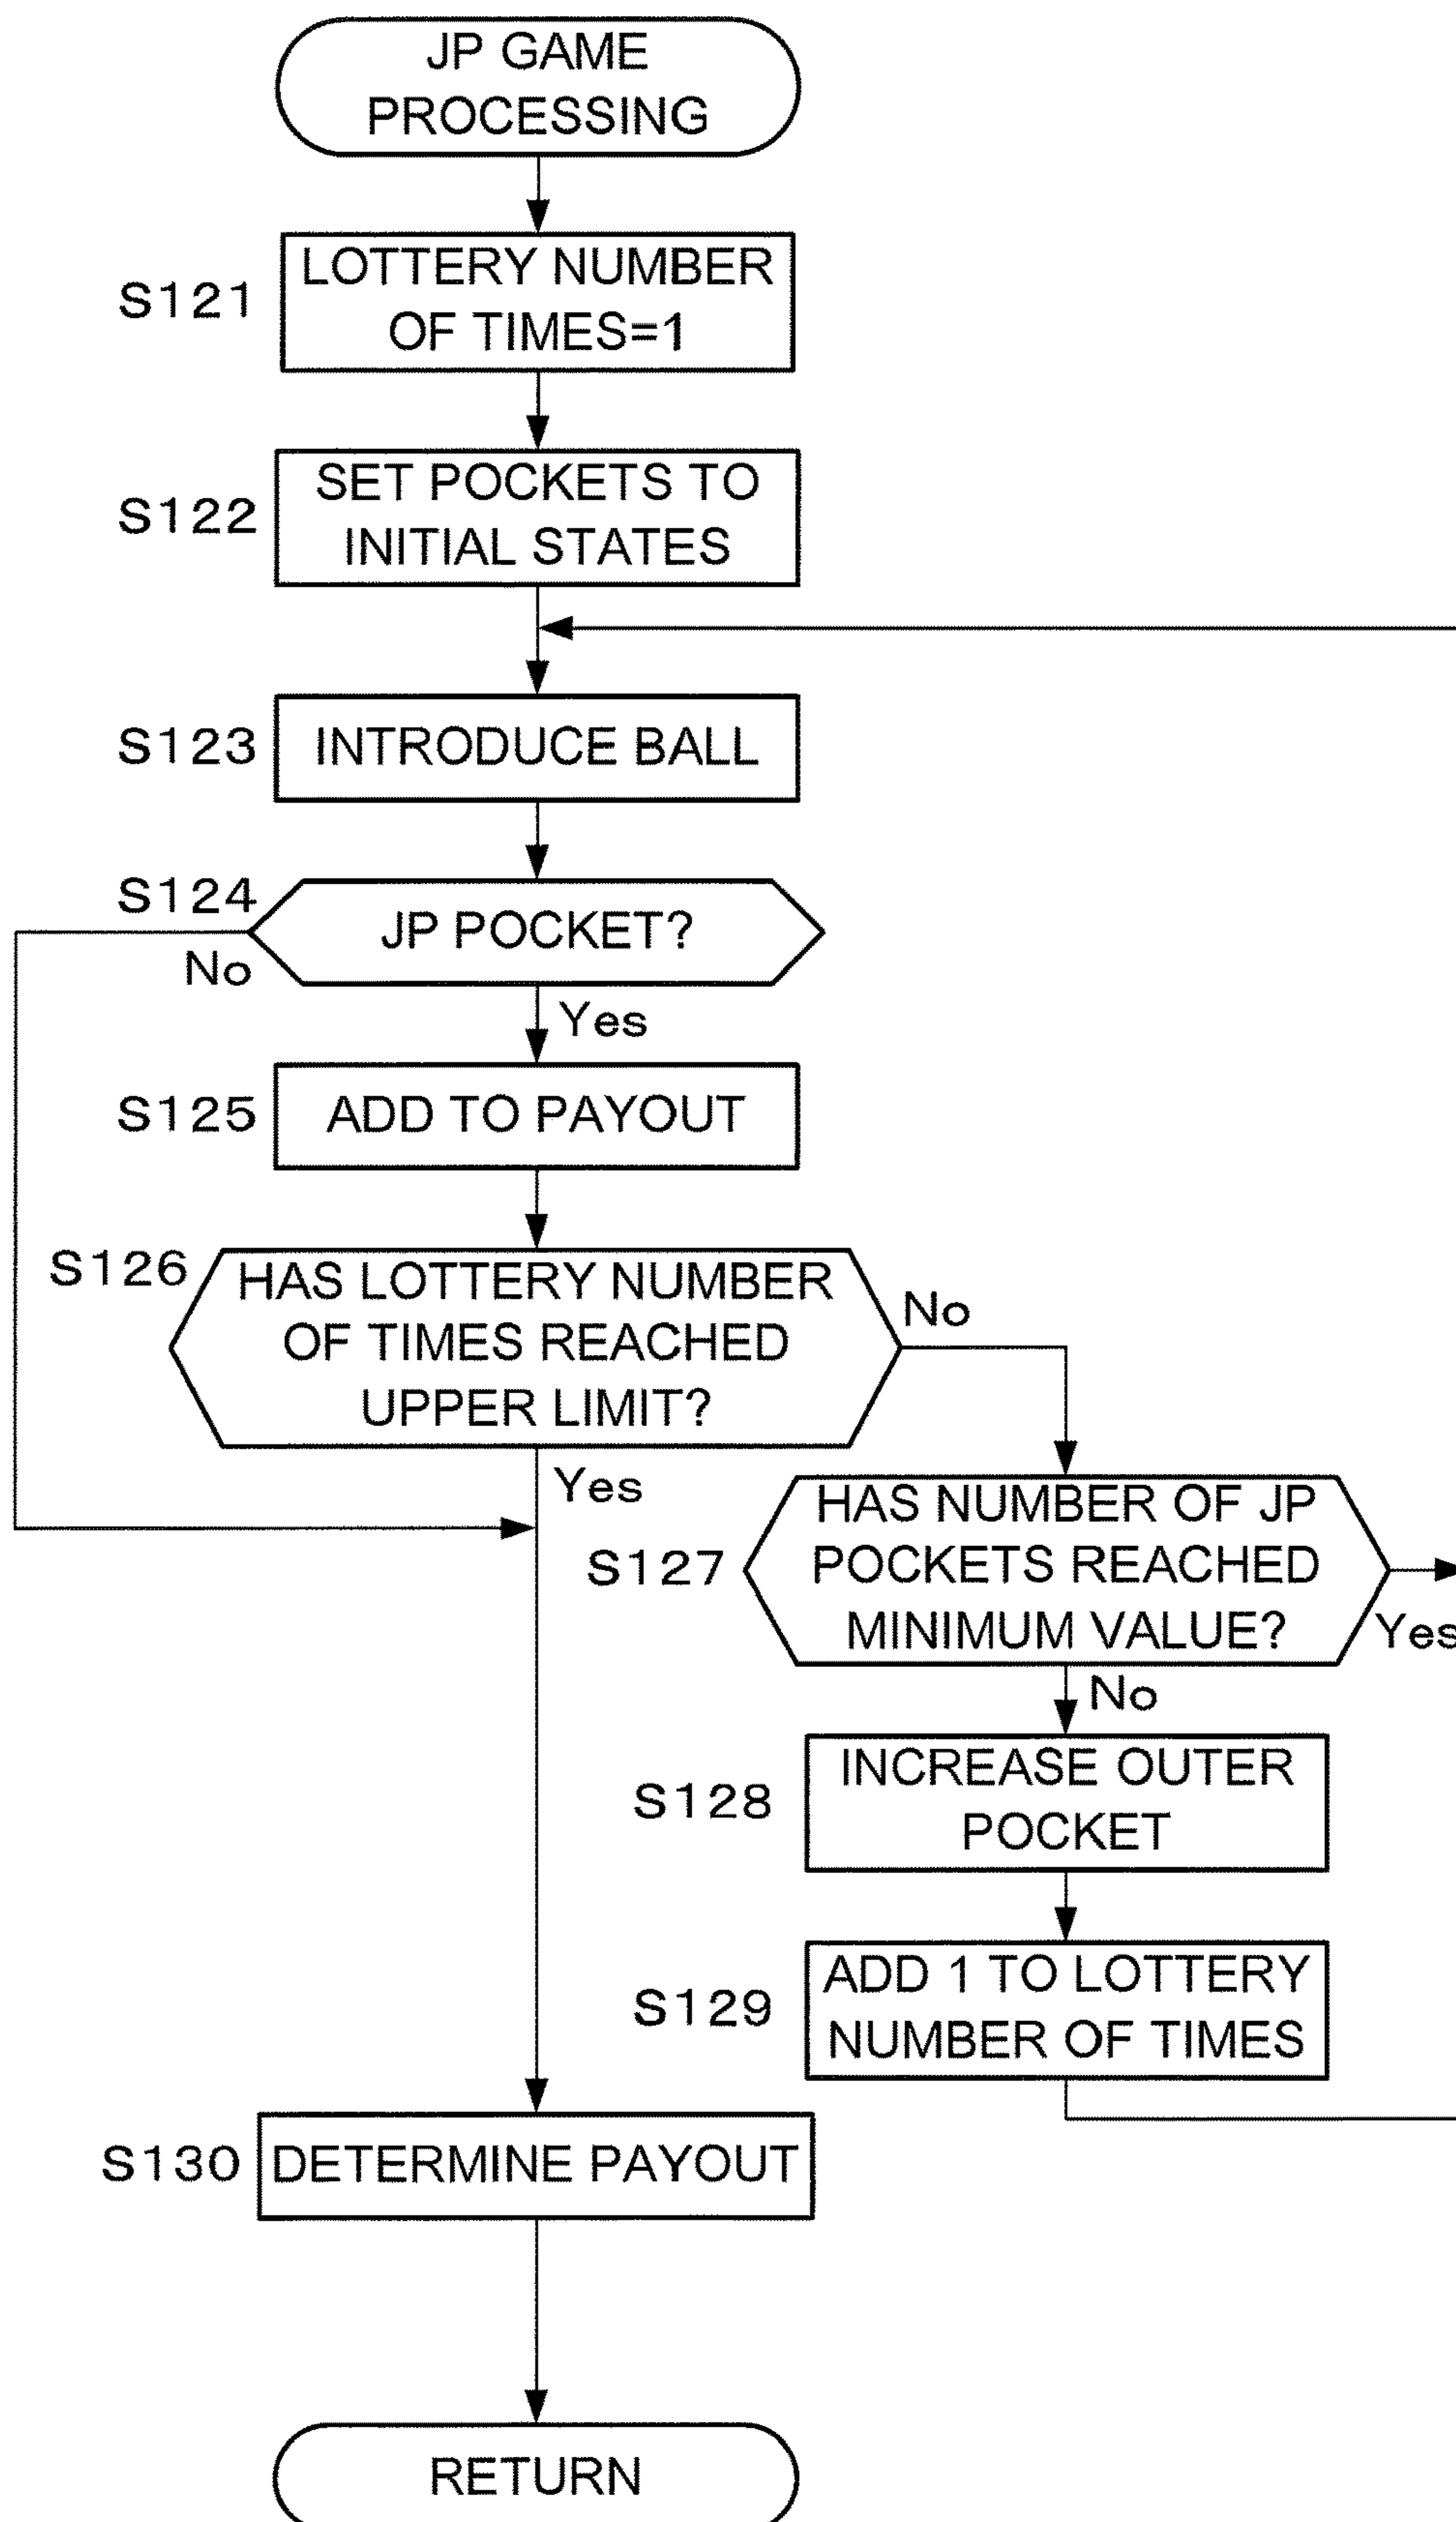 JP GAME
PROCESSING
S121
LOTTERY NUMBER
OF TIMES=1
S122
SET POCKETS TO
INITIAL STATES
S123
INTRODUCE BALL
S124
JP POCKET?
No
Yes
S125
ADD TO PAYOUT
S126
HAS LOTTERY NUMBER
OF TIMES REACHED
UPPER LIMIT?
No
Yes
S127
HAS NUMBER OF JP
POCKETS REACHED
MINIMUM VALUE?
Yes
No
S128
INCREASE OUTER
POCKET
S129
ADD 1 TO LOTTERY
NUMBER OF TIMES
S130
DETERMINE PAYOUT
RETURN